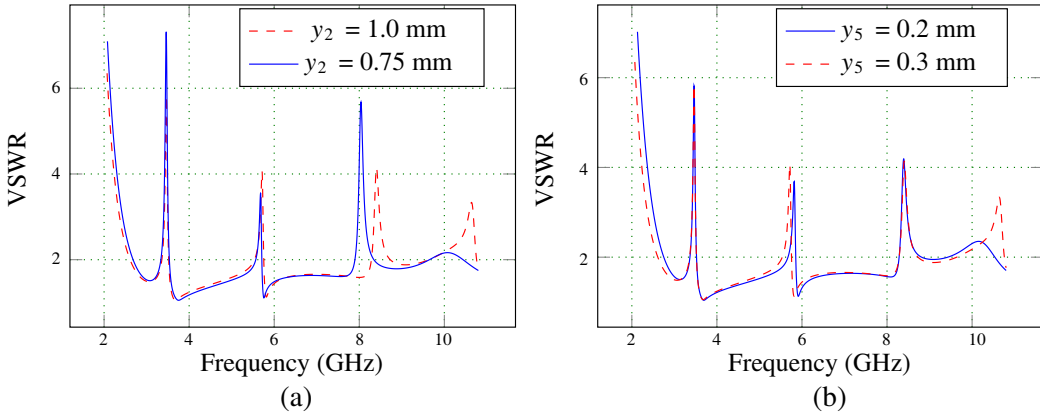 y₂ = 1.0 mm
y₂ = 0.75 mm
6
4
2
VSWR
2 4 6 8 10
Frequency (GHz)
(a)
y₅ = 0.2 mm
y₅ = 0.3 mm
6
4
2
VSWR
2 4 6 8 10
Frequency (GHz)
(b)